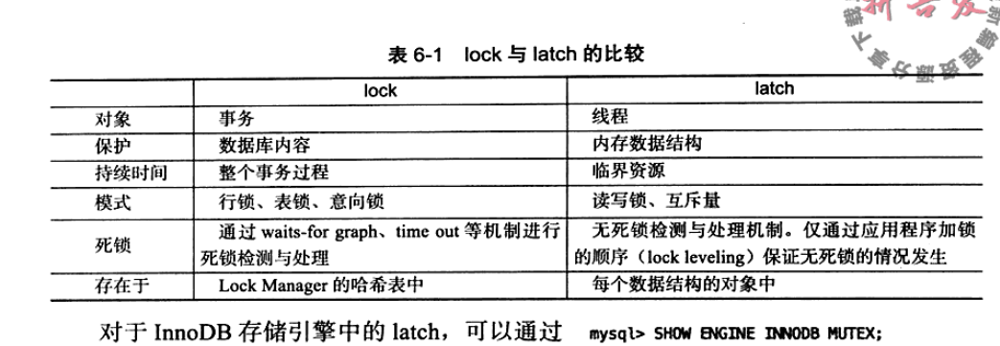 表 6-1 lock 与 latch 的比较
lock latch
对象 事务 线程
保护 数据库内容 内存数据结构
持续时间 整个事务过程 临界资源
模式 行锁、表锁、意向锁 读写锁、互斥量
死锁 通过 waits-for graph、time out 等机制进行死锁检测与处理 无死锁检测与处理机制。仅通过应用程序加锁的顺序（lock leveling）保证无死锁的情况发生
存在于 Lock Manager 的哈希表中 每个数据结构的对象中
对于 InnoDB 存储引擎中的 latch，可以通过 mysql> SHOW ENGINE INNODB MUTEX;